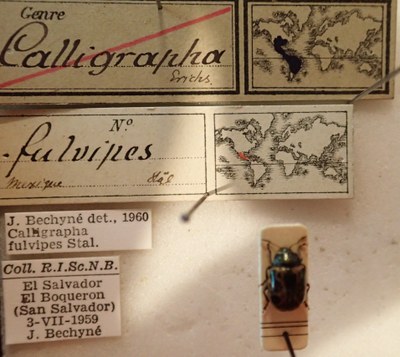 Genre
Calligrapha
Erichs.
Nº
fulvipes
Mexique Stål
J. Bechyné det., 1960
Calligrapha
fulvipes Stal.
Coll. R.I.Sc.N.B.
El Salvador
El Boqueron
(San Salvador)
3-VII-1959
J. Bechyné